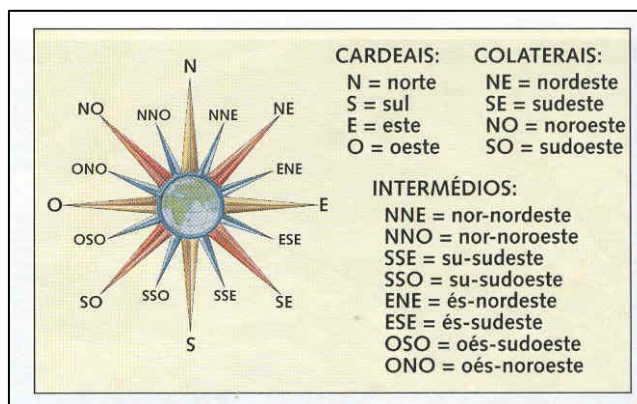 N
NO
NNO
NNE
NE
ONO
ENE
O
E
OSO
ESE
SO
SSO
SSE
SE
S
CARDEAIS:
N = norte
S = sul
E = este
O = oeste
COLATERAIS:
NE = nordeste
SE = sudeste
NO = noroeste
SO = sudoeste
INTERMÉDIOS:
NNE = nor-nordeste
NNO = nor-noroeste
SSE = su-sudeste
SSO = su-sudoeste
ENE = és-nordeste
ESE = és-sudeste
OSO = oés-sudoeste
ONO = oés-noroeste